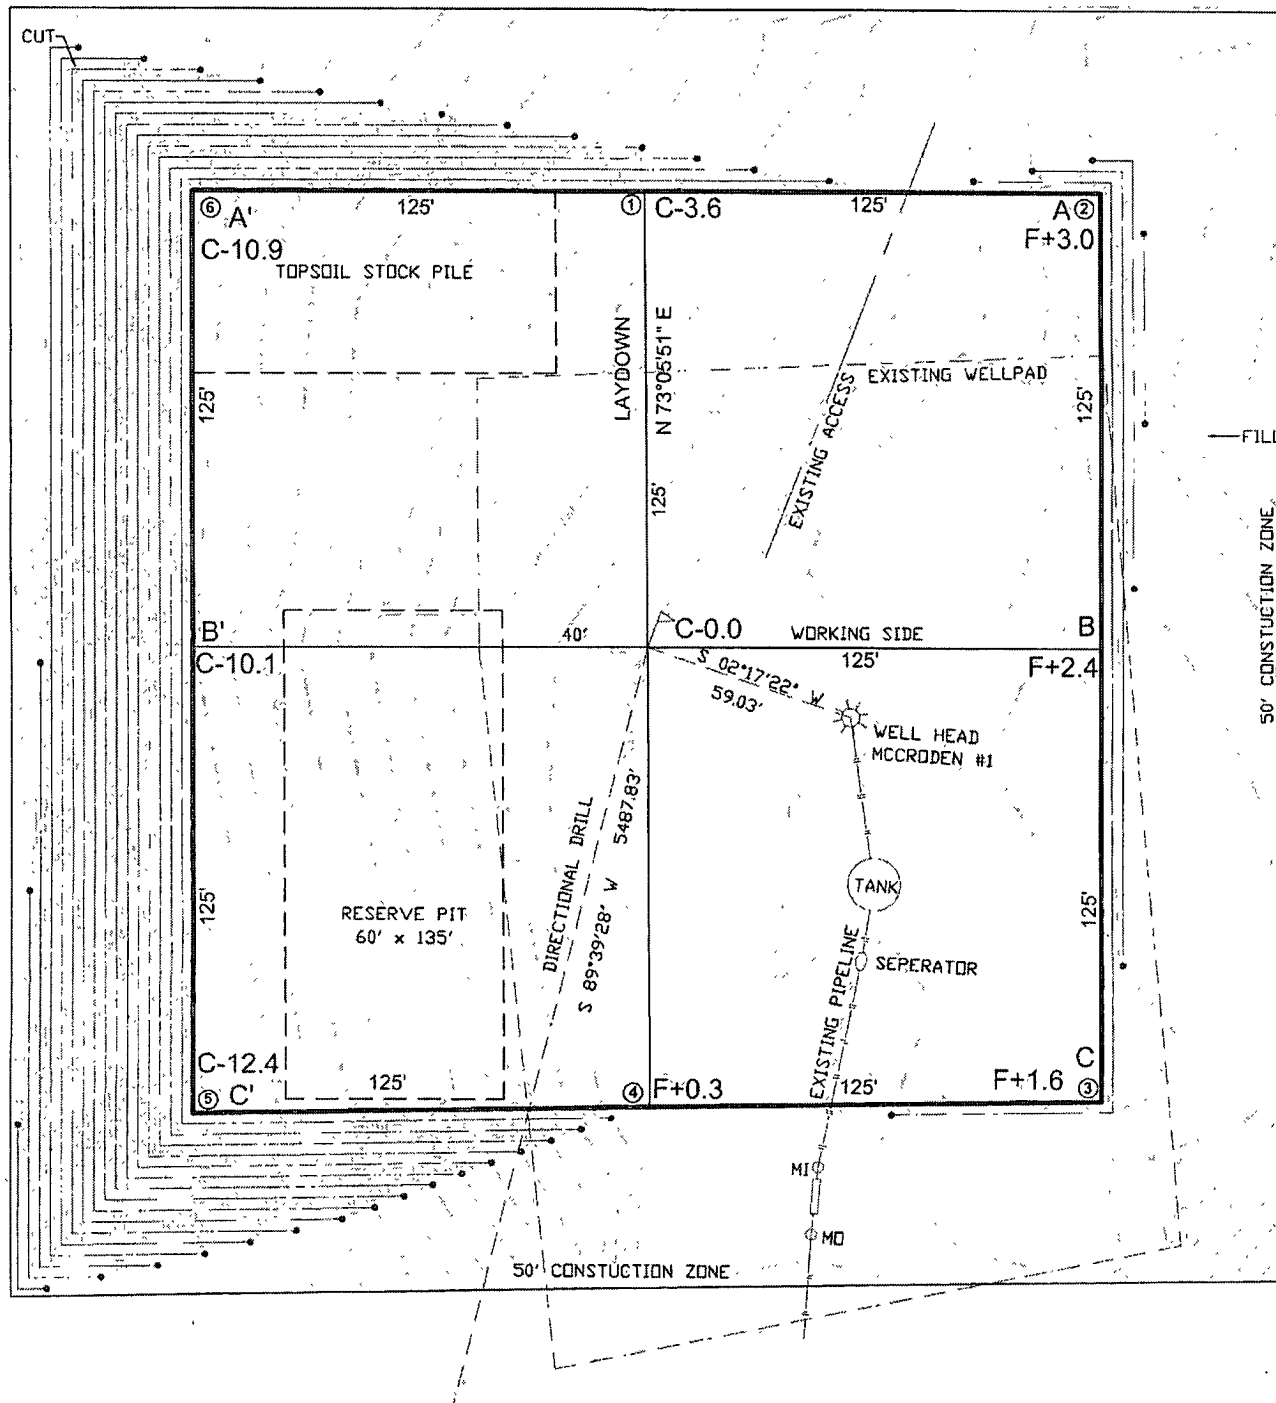 CUT
⑥ A'
125'
①
C-3.6
125'
A ②
C-10.9
F+3.0
TOPSOIL STOCK PILE
LAYDOWN
N 73°05'51" E
EXISTING WELLPAD
EXISTING ACCESS
125'
125'
125'
FILL
50' CONSTUCTION ZONE
B'
40'
C-0.0
WORKING SIDE
B
C-10.1
125'
F+2.4
S 02°17'22" W
59.03'
WELL HEAD
MCCRODEN #1
DIRECTIONAL DRILL
S 89°39'28" W 5487.83'
TANK
125'
RESERVE PIT
60' x 135'
125'
EXISTING PIPELINE
SEPERATOR
C-12.4
C
125'
F+0.3
125'
F+1.6
⑤ C'
④
③
MI
MO
50' CONSTUCTION ZONE